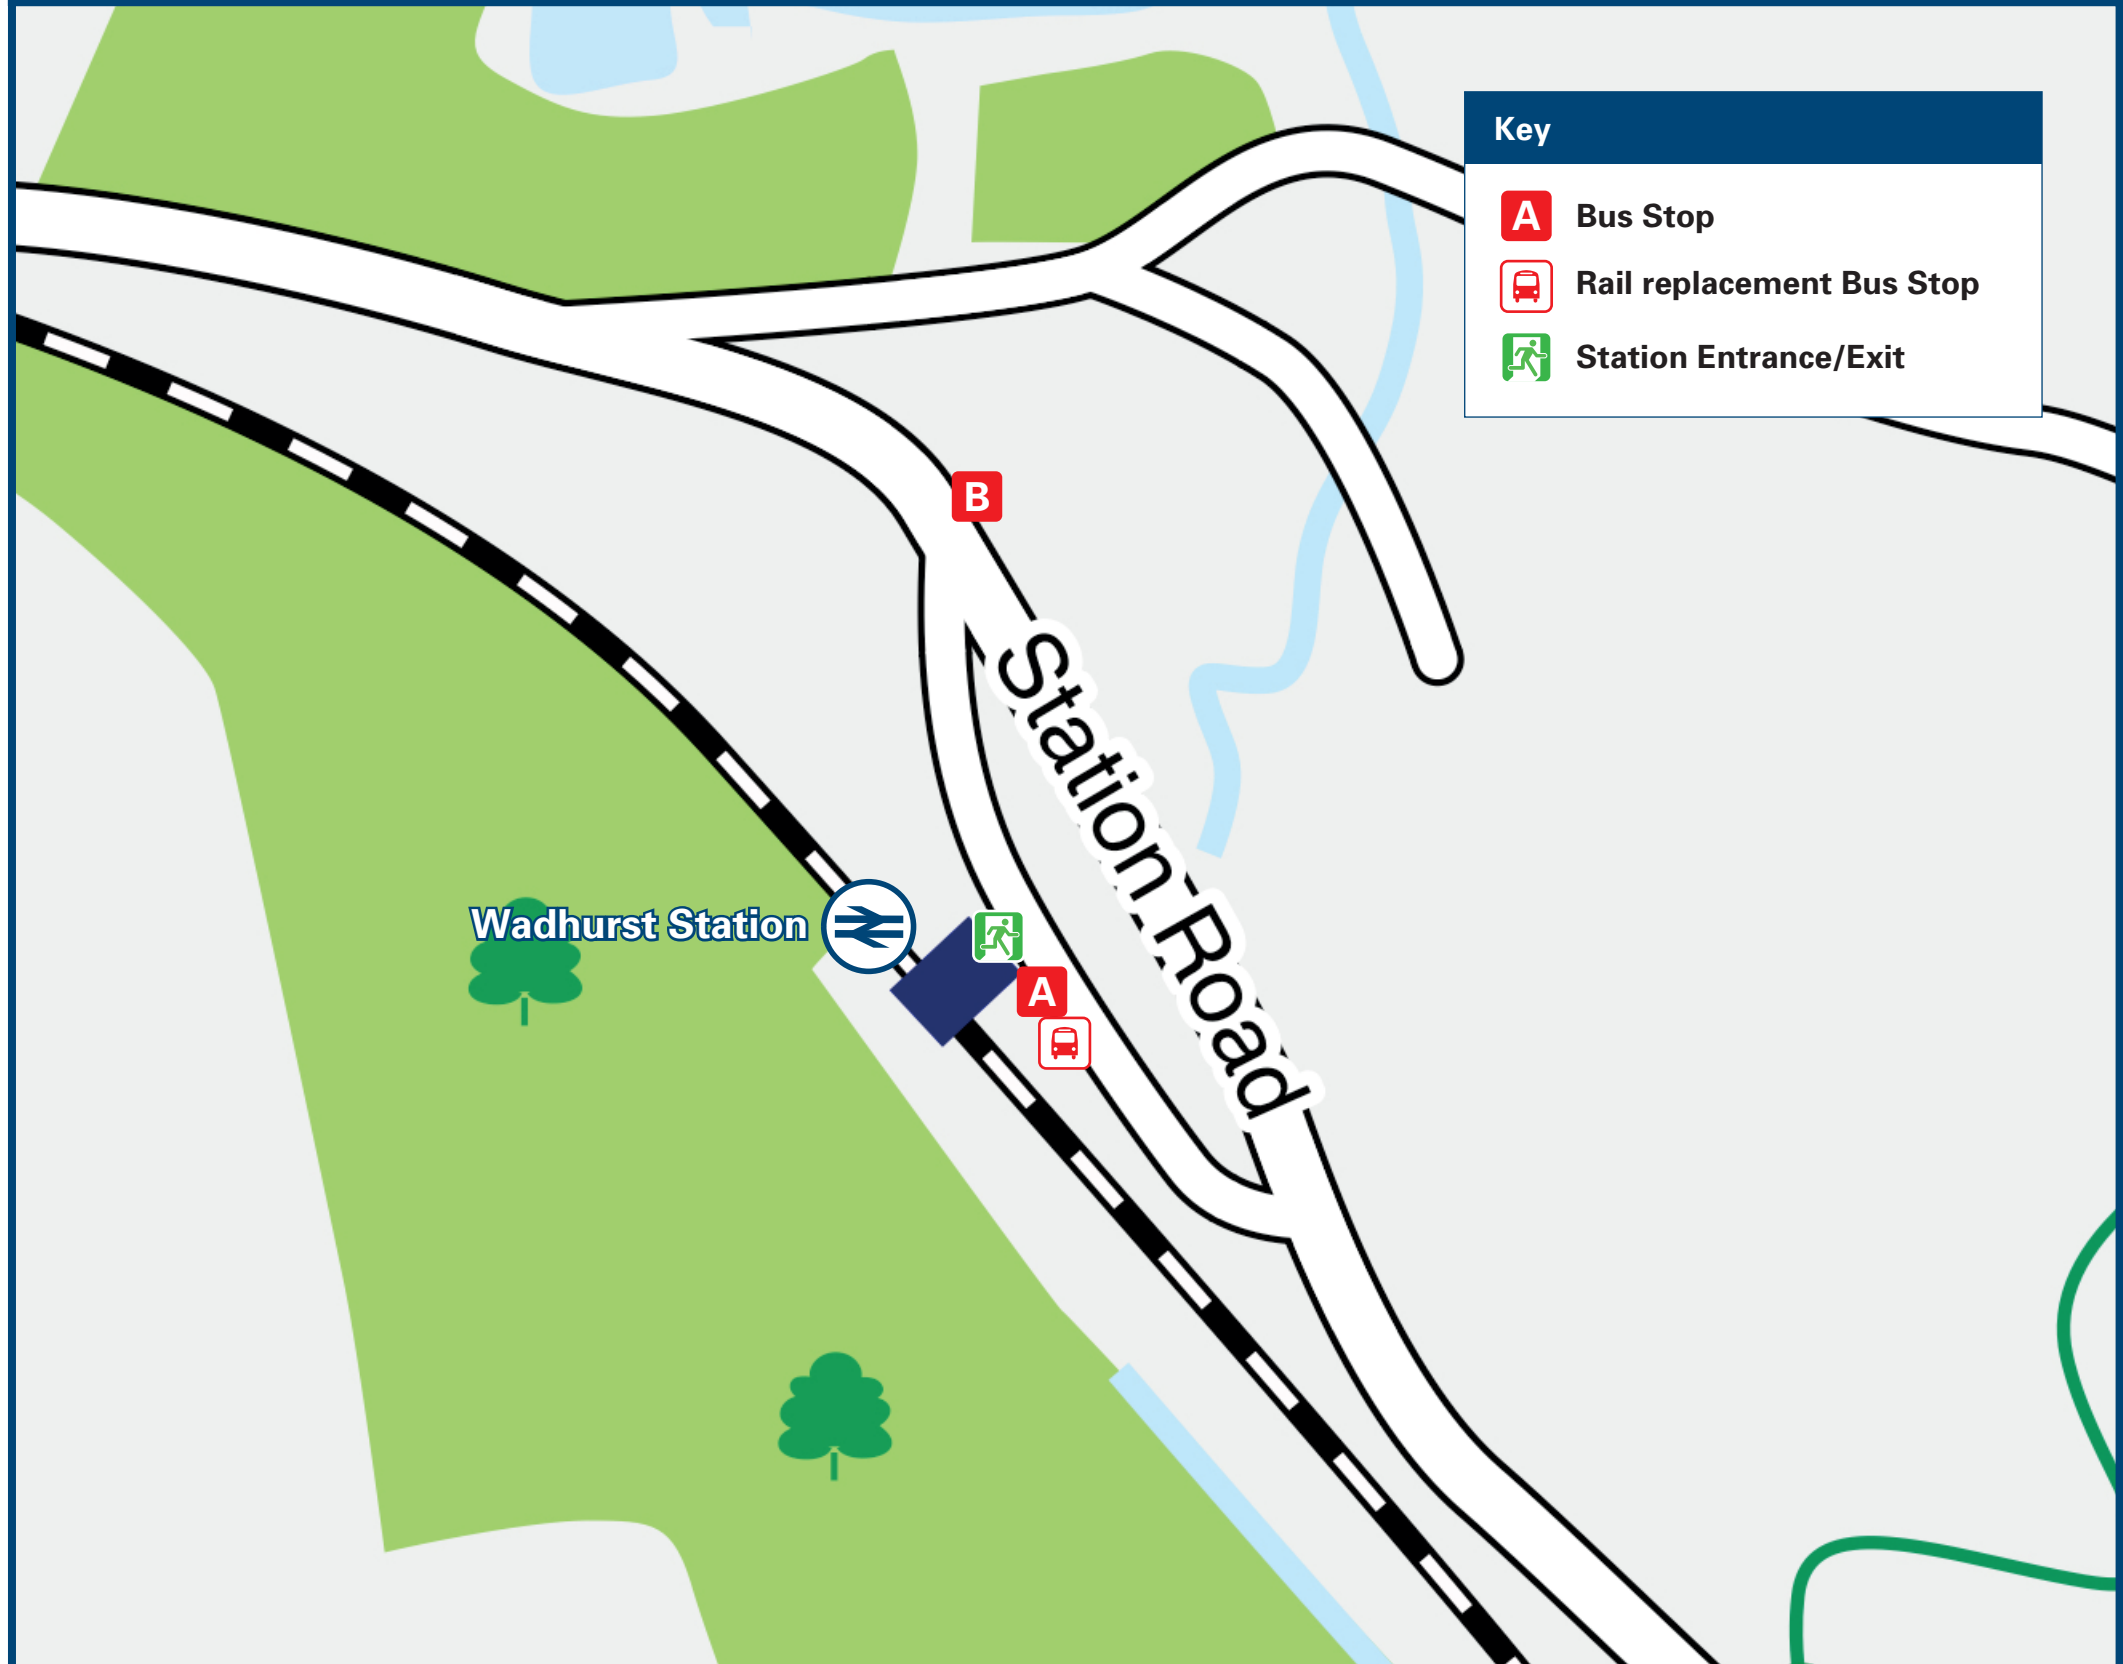 Key
A Bus Stop
Rail replacement Bus Stop
Station Entrance/Exit
B
Station Road
Wadhurst Station
A